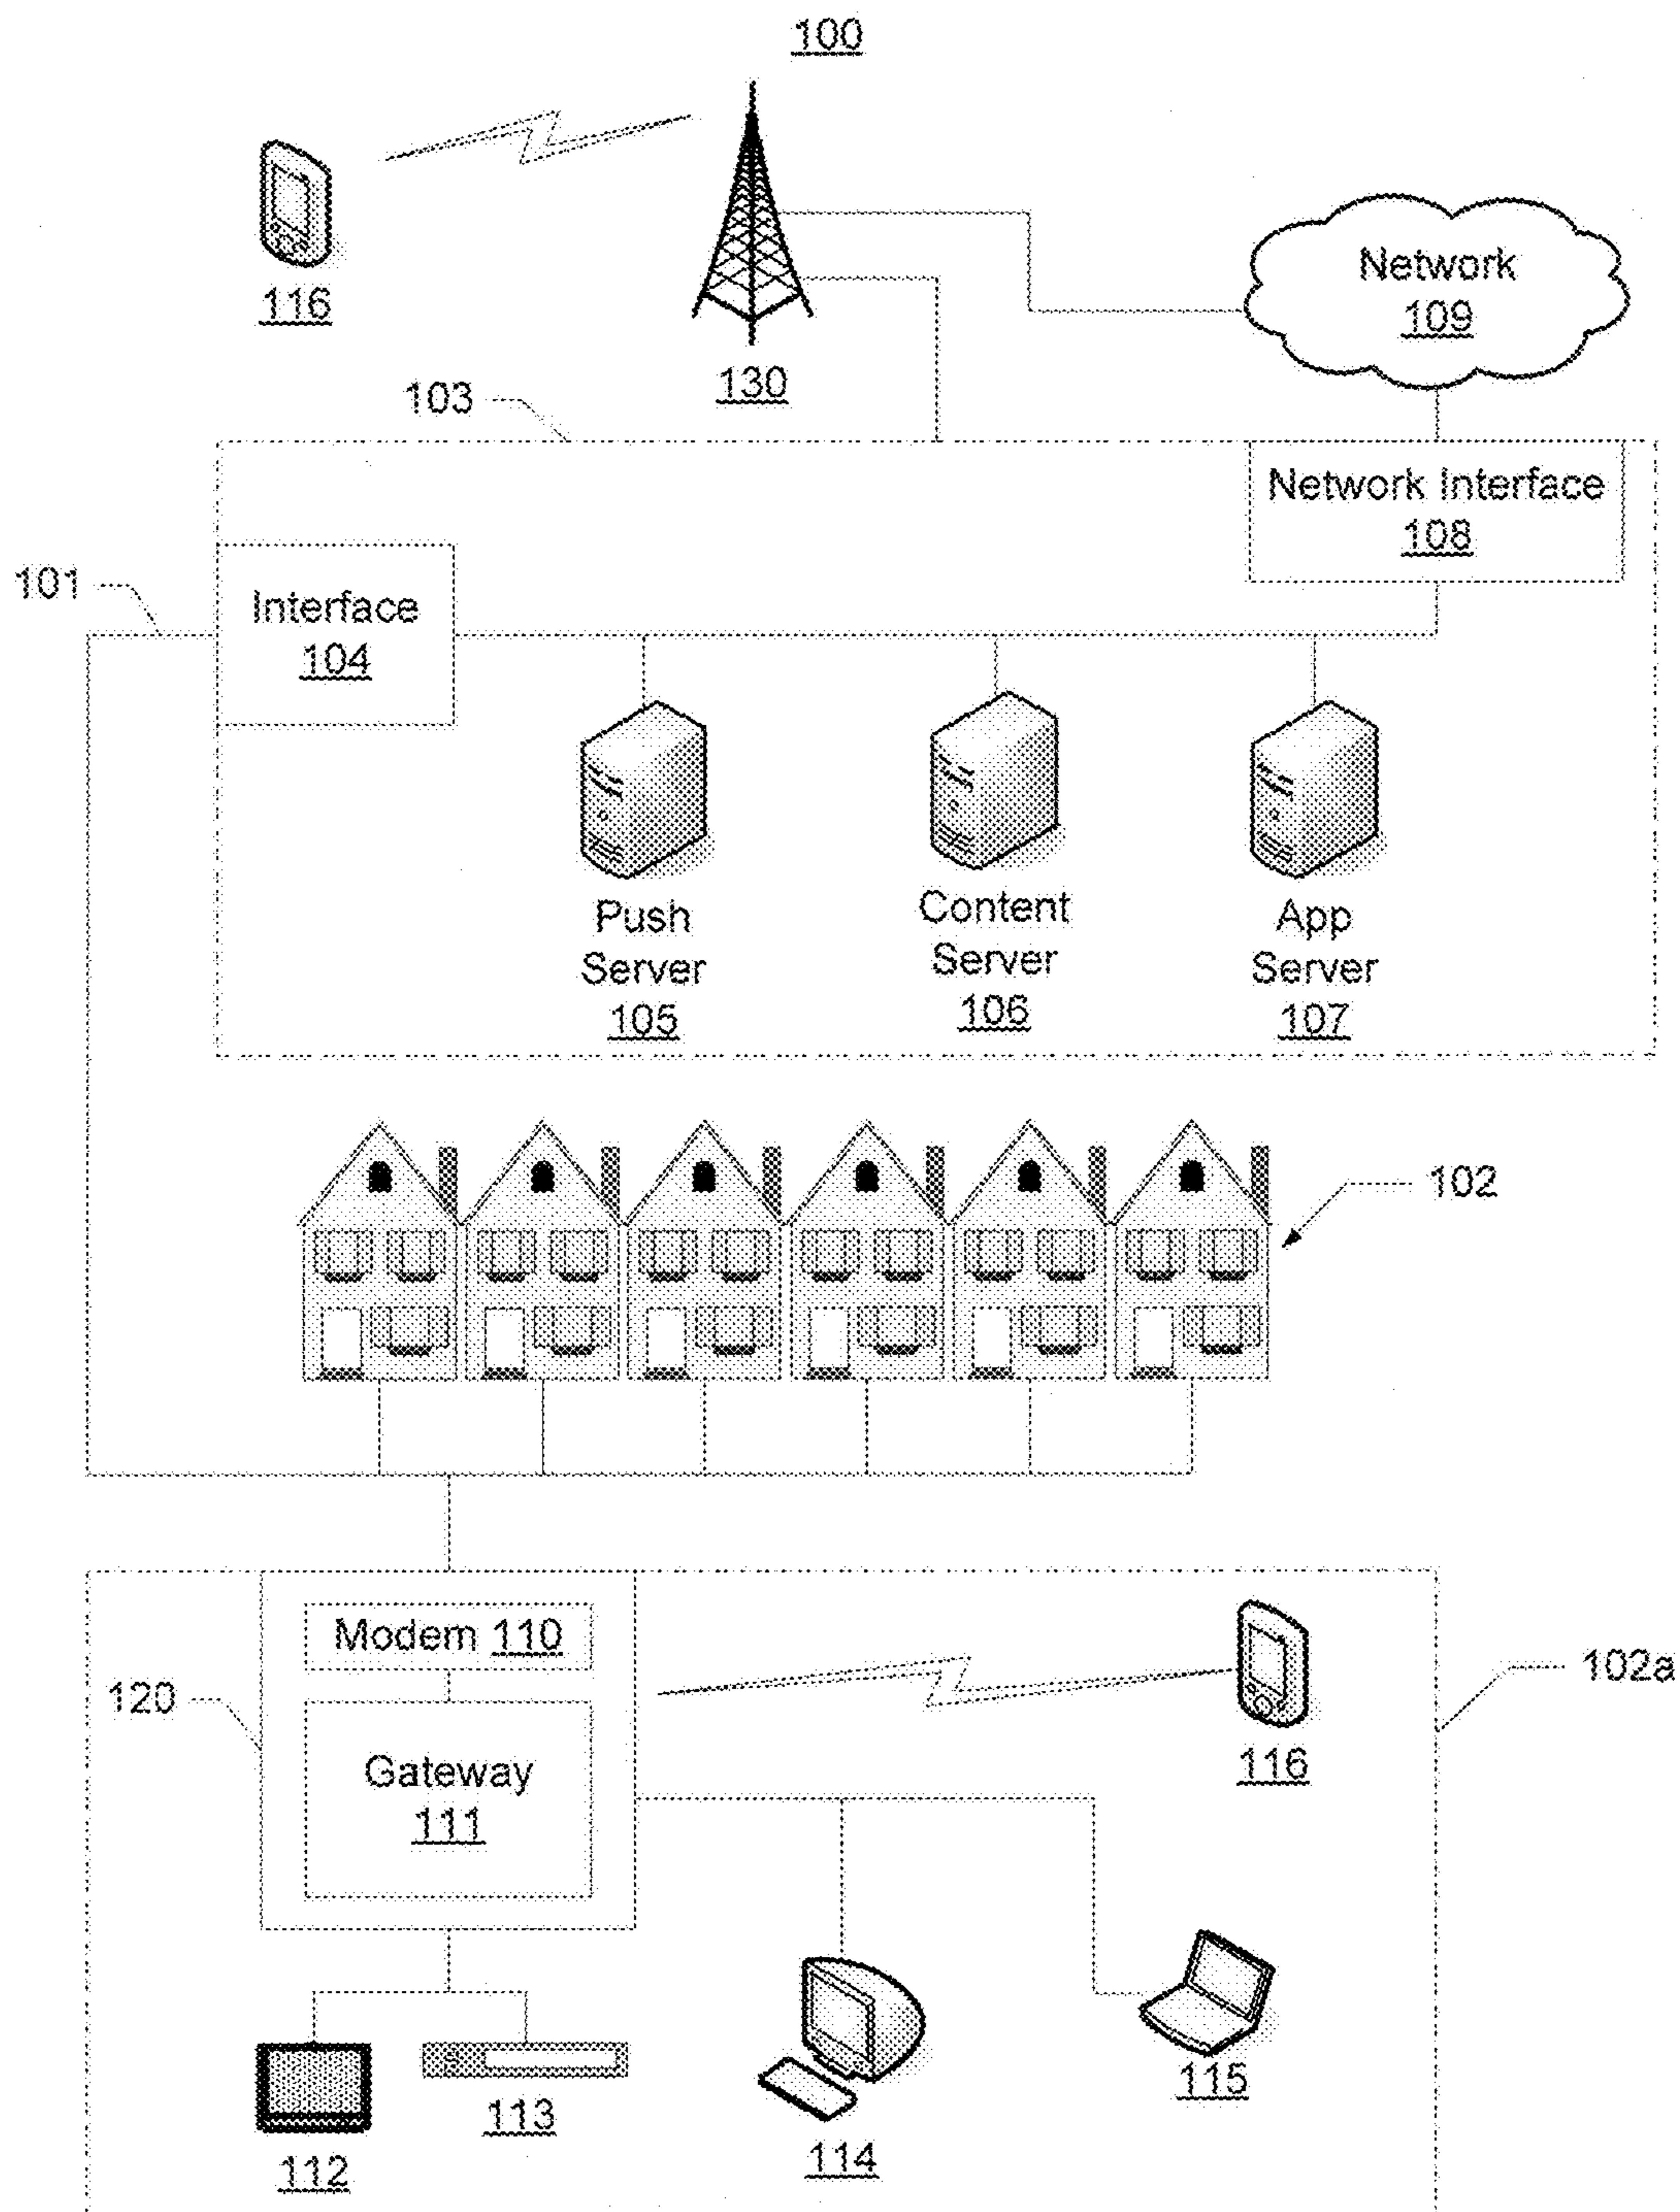 100
116
130
Network
109
103
Network Interface
108
101
Interface
104
Push
Server
105
Content
Server
106
App
Server
107
102
Modem 110
102a
120
Gateway
111
116
112
113
114
115